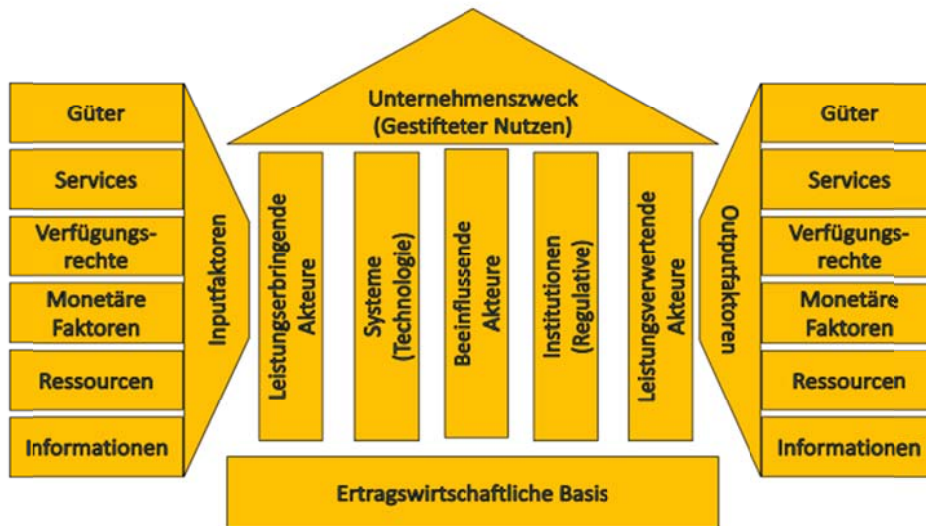 Unternehmenszweck
(Gestifteter Nutzen)
Güter
Services
Verfügungs-
rechte
Monetäre
Faktoren
Ressourcen
Informationen
Inputfaktoren
Leistungserbringende
Akteure
Systeme
(Technologie)
Beeinflussende
Akteure
Institutionen
(Regulative)
Leistungsverwertende
Akteure
Outputfaktoren
Güter
Services
Verfügungs-
rechte
Monetäre
Faktoren
Ressourcen
Informationen
Ertragswirtschaftliche Basis